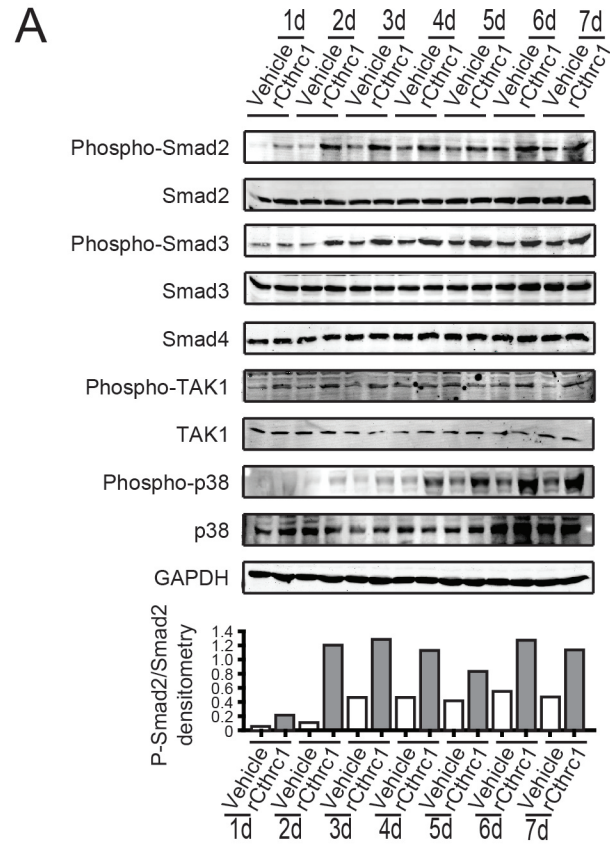 A
1d 2d 3d 4d 5d 6d 7d
Vehicle rCthrc1 Vehicle rCthrc1 Vehicle rCthrc1 Vehicle rCthrc1 Vehicle rCthrc1 Vehicle rCthrc1 Vehicle rCthrc1
Phospho-Smad2
Smad2
Phospho-Smad3
Smad3
Smad4
Phospho-TAK1
TAK1
Phospho-p38
p38
GAPDH
P-Smad2/Smad2
densitometry
1.4
1.2
1.0
0.8
0.6
0.4
0.2
0
Vehicle rCthrc1 Vehicle rCthrc1 Vehicle rCthrc1 Vehicle rCthrc1 Vehicle rCthrc1 Vehicle rCthrc1 Vehicle rCthrc1
1d 2d 3d 4d 5d 6d 7d